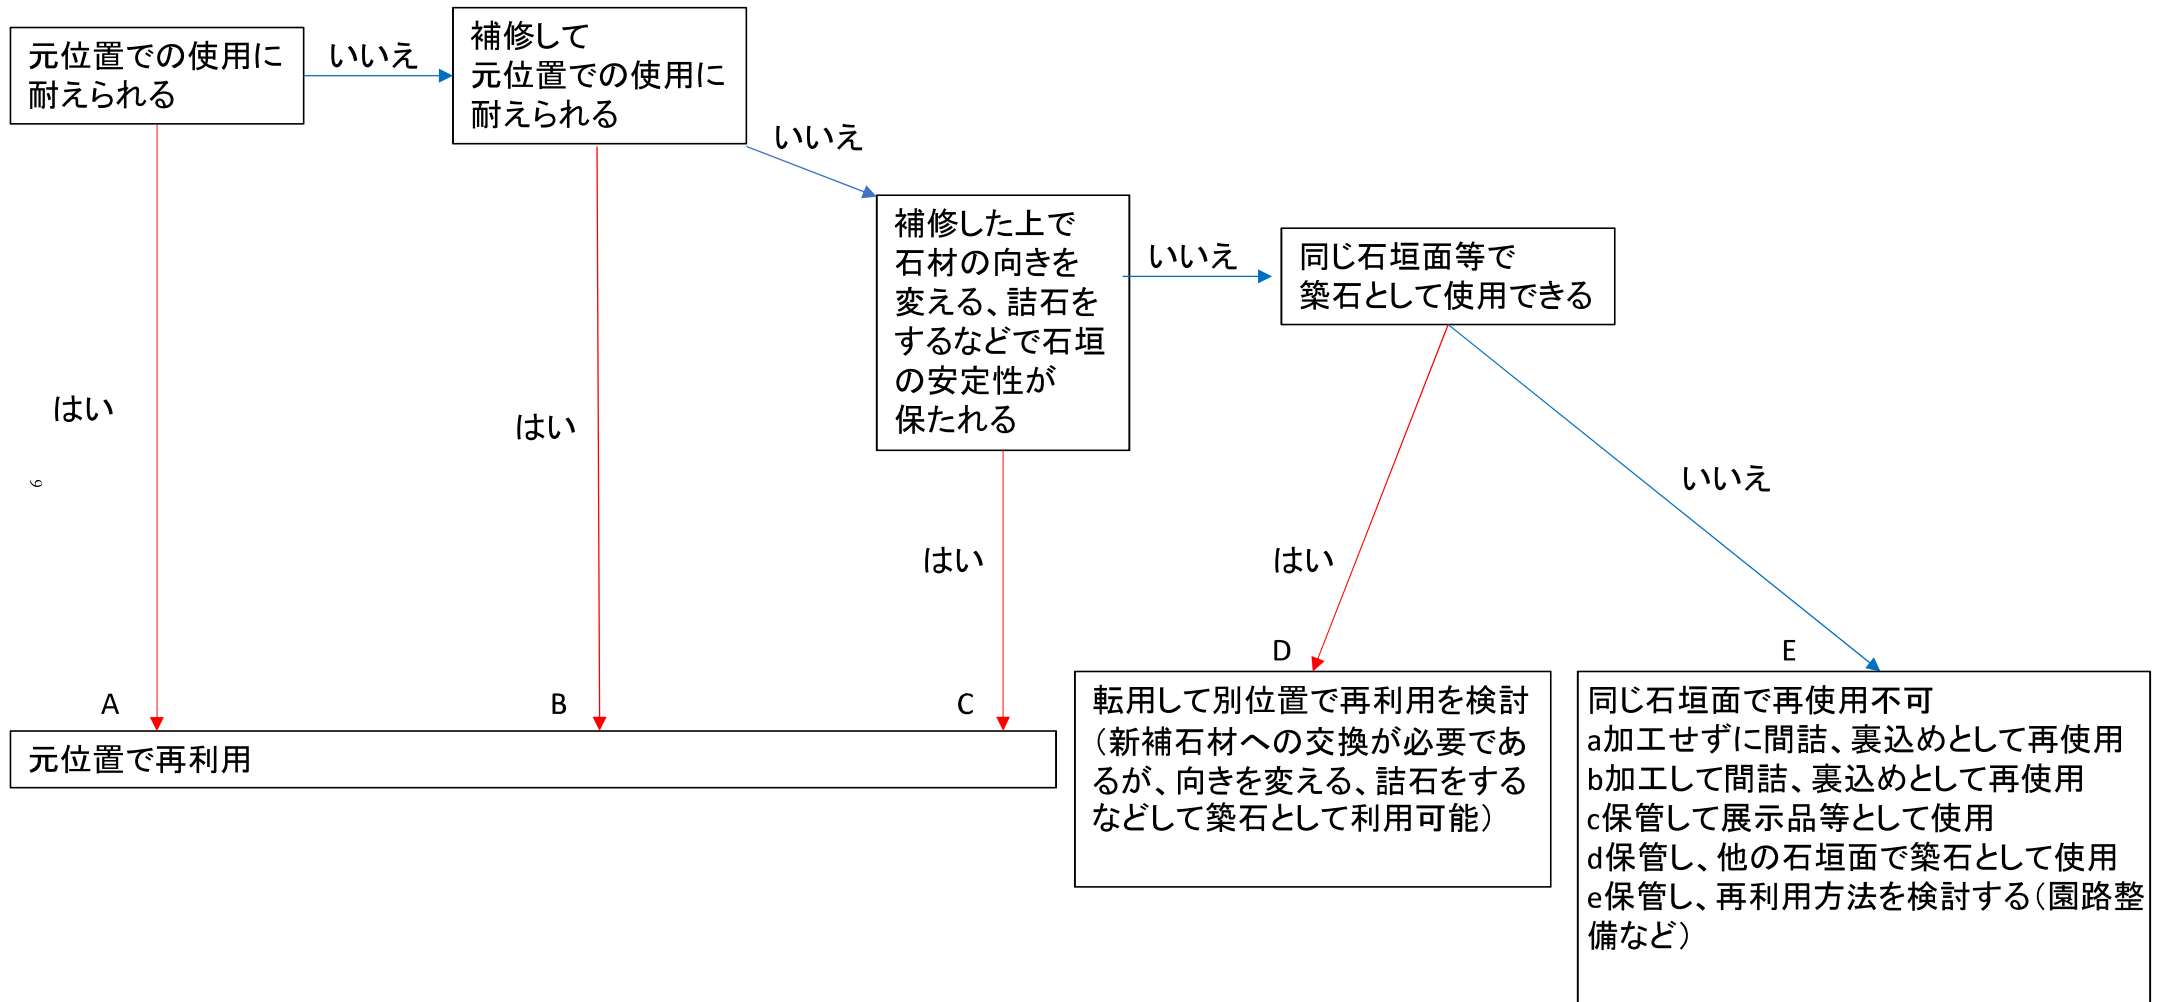 元位置での使用に
耐えられる
いいえ
補修して
元位置での使用に
耐えられる
いいえ
補修した上で
石材の向きを
変える、詰石を
するなどで石垣
の安定性が
保たれる
いいえ
同じ石垣面等で
築石として使用できる
はい
はい
はい
はい
いいえ
9
A
B
C
D
E
元位置で再利用
転用して別位置で再利用を検討
（新補石材への交換が必要であ
るが、向きを変える、詰石をする
などして築石として利用可能）
同じ石垣面で再使用不可
a加工せずに間詰、裏込めとして再使用
b加工して間詰、裏込めとして再使用
c保管して展示品等として使用
d保管し、他の石垣面で築石として使用
e保管し、再利用方法を検討する（園路整
備など）